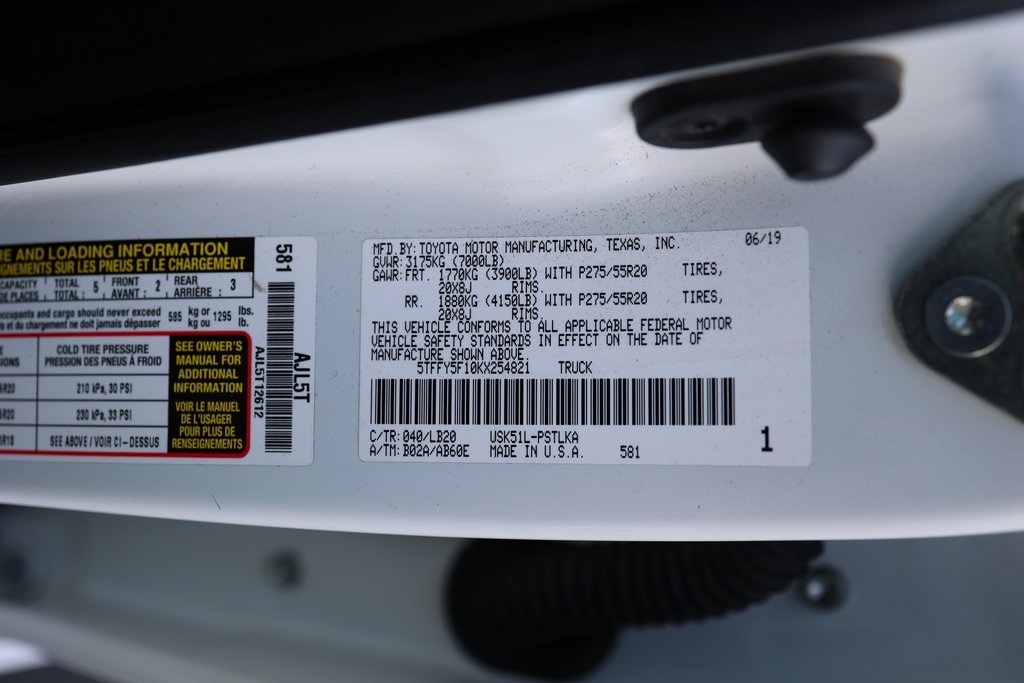 RE AND LOADING INFORMATION
GNEMENTS SUR LES PNEUS ET LE CHARGEMENT
CAPACITY TOTAL 5 FRONT 2 REAR 3
DE PLACES TOTAL: AVANT: ARRIÈRE:
occupants and cargo should never exceed 585 kg or 1295 lbs.
ts et du chargement ne doit jamais dépasser kg ou lb.
COLD TIRE PRESSURE
PRESSION DES PNEUS À FROID
210 kPa, 30 PSI
230 kPa, 33 PSI
SEE ABOVE / VOIR CI-DESSUS
SEE OWNER'S
MANUAL FOR
ADDITIONAL
INFORMATION
VOIR LE MANUEL
DE L'USAGER
POUR PLUS DE
RENSEIGNEMENTS
581
AJL5T12612
AJL5T
MFD.BY: TOYOTA MOTOR MANUFACTURING, TEXAS, INC. 06/19
GVWR:3175KG (7000LB)
GAWR:FRT. 1770KG (3900LB) WITH P275/55R20 TIRES,
20X8J RIMS.
RR. 1880KG (4150LB) WITH P275/55R20 TIRES,
20X8J RIMS.
THIS VEHICLE CONFORMS TO ALL APPLICABLE FEDERAL MOTOR
VEHICLE SAFETY STANDARDS IN EFFECT ON THE DATE OF
MANUFACTURE SHOWN ABOVE.
5TFFY5F10KX254821 TRUCK
C/TR: 040/LB20 USK51L-PSTLKA
A/TM: B02A/AB60E MADE IN U.S.A. 581 1